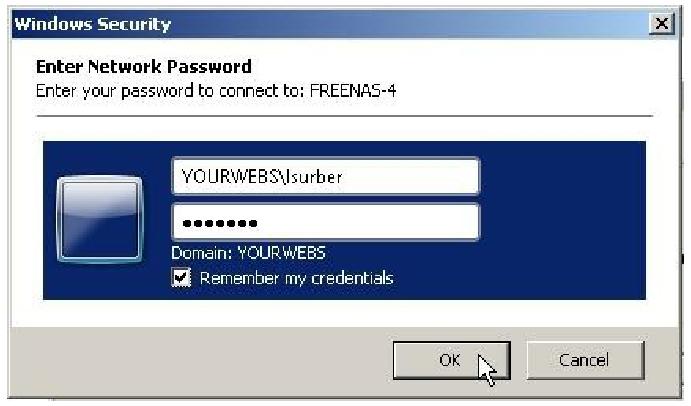 Windows Security
Enter Network Password
Enter your password to connect to: FREENAS-4
YOURWEBS\lsurber
•••••••
Domain: YOURWEBS
Remember my credentials
OK Cancel